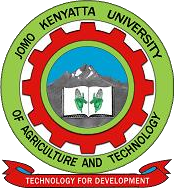 JOMO KENYATTA UNIVERSITY
OF AGRICULTURE AND TECHNOLOGY
TECHNOLOGY FOR DEVELOPMENT